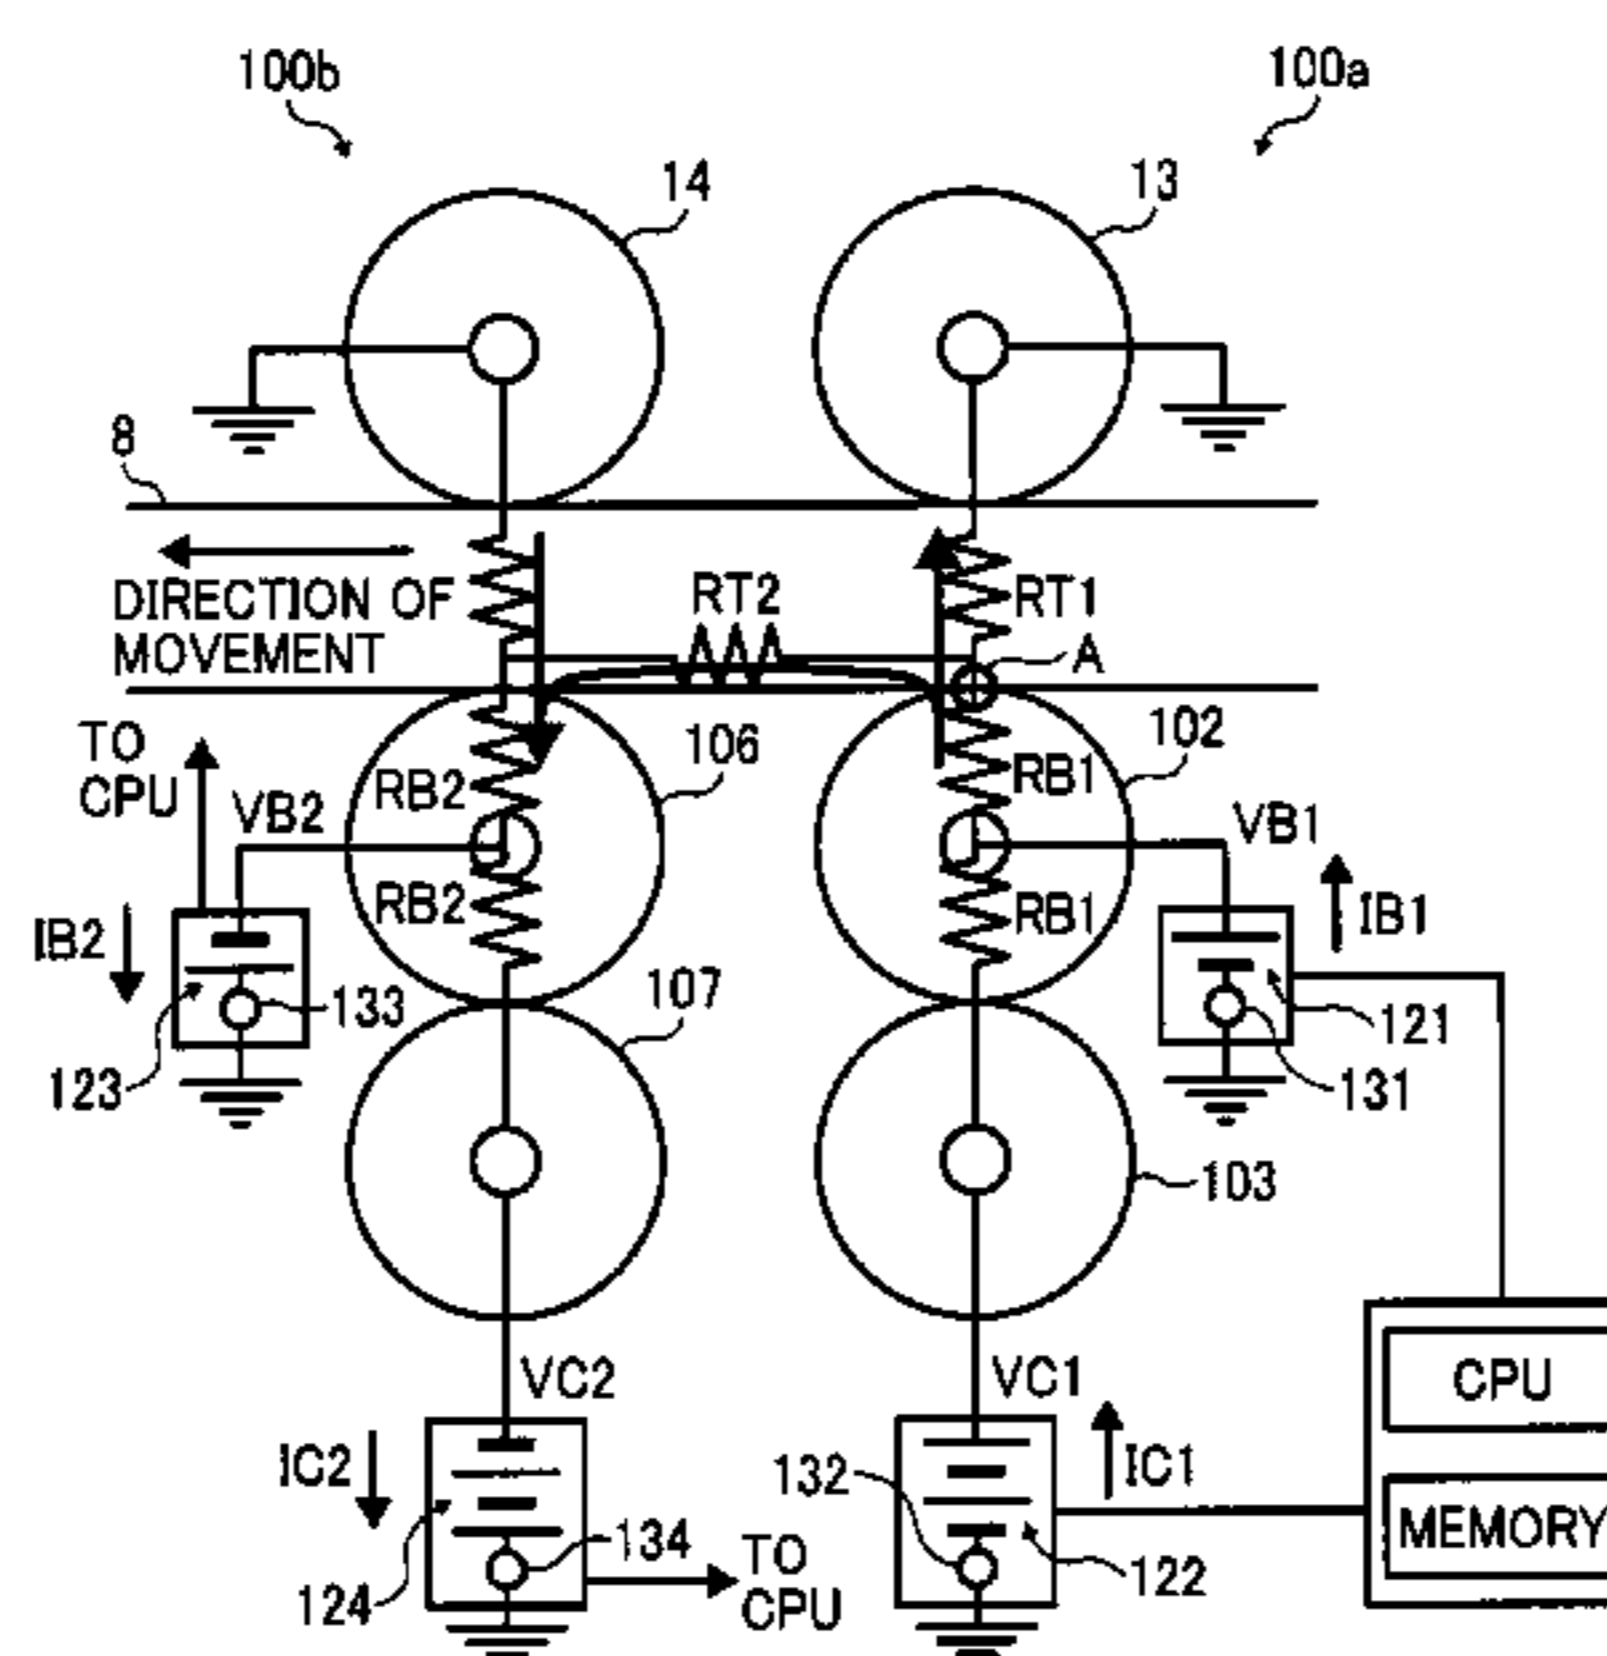 100b
100a
14
13
8
DIRECTION OF
MOVEMENT
RT2
RT1
A
TO
CPU
VB2
RB2
106
RB1
102
VB1
RB2
RB1
IB2
IB1
133
107
121
123
131
103
VC2
VC1
CPU
IC2
132
IC1
MEMORY
134
124
TO
CPU
122